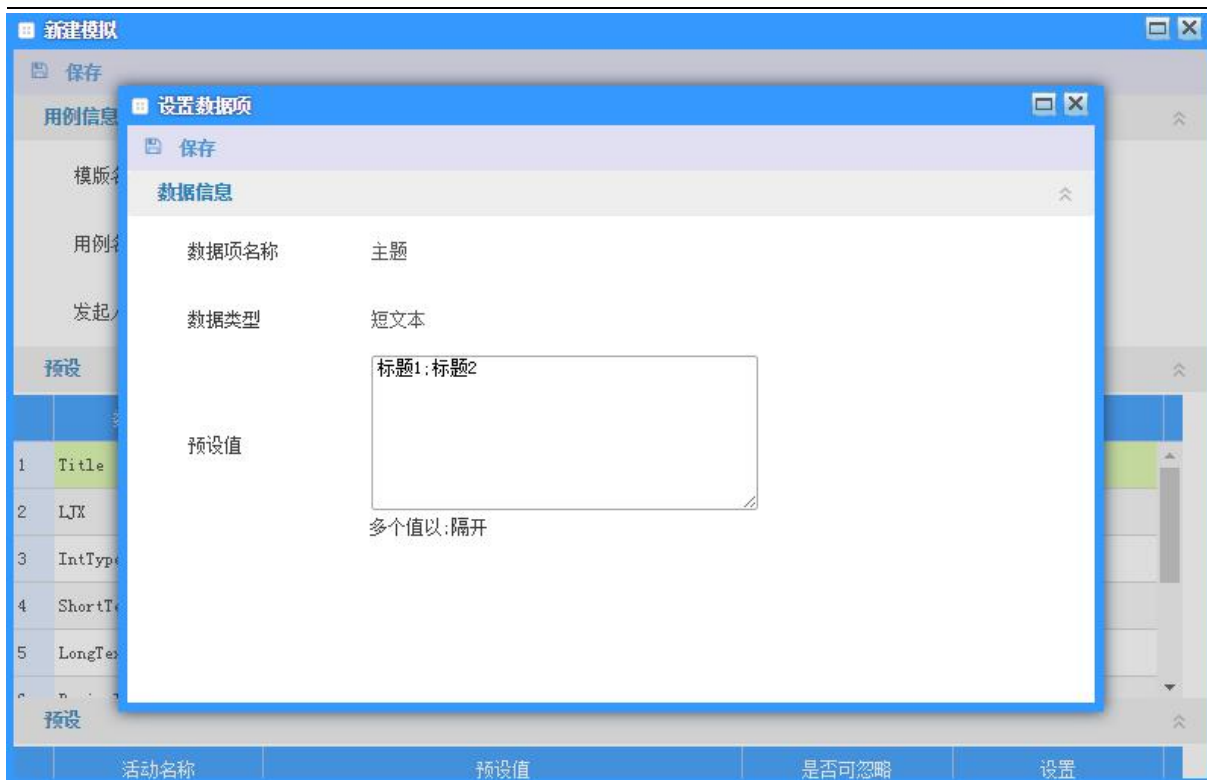 新建模拟
保存
用例信息
设置数据项
保存
模版
数据信息
用例
数据项名称 主题
发起
数据类型 短文本
预设
标题1;标题2
预设值
1 Title
2 LJX
多个值以;隔开
3 IntType
4 ShortTe
5 LongTex
预设
活动名称 预设值 是否可忽略 设置